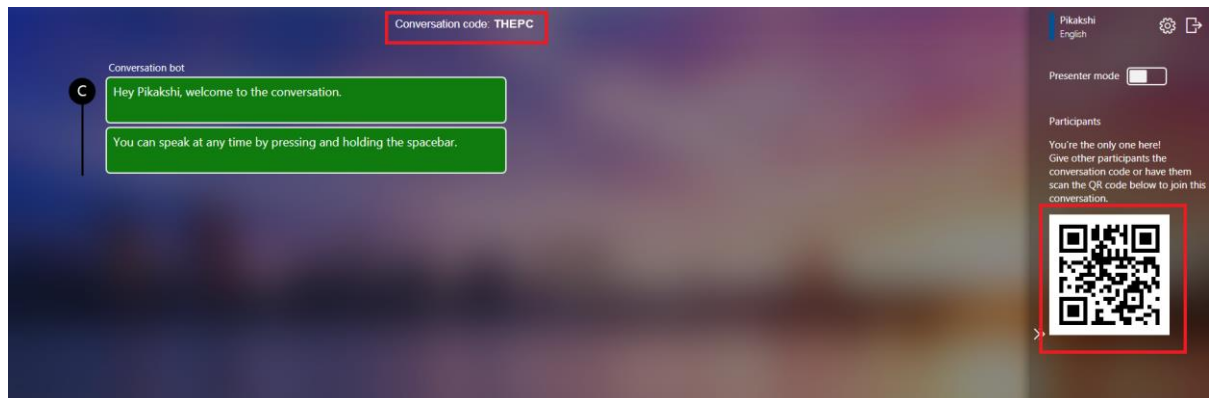 Conversation code: THEPC
Conversation bot
C
Hey Pikakshi, welcome to the conversation.
You can speak at any time by pressing and holding the spacebar.
Pikakshi
English
Presenter mode
Participants
You're the only one here!
Give other participants the
conversation code or have them
scan the QR code below to join this
conversation.